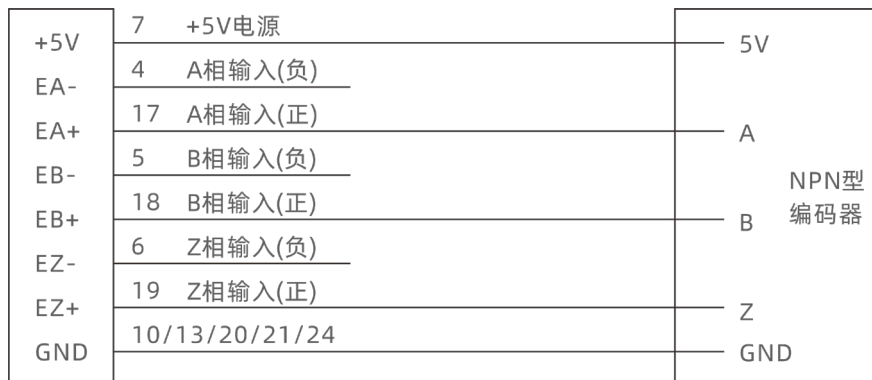 +5V 7 +5V电源 5V
EA- 4 A相输入(负)
EA+ 17 A相输入(正) A
EB- 5 B相输入(负)
EB+ 18 B相输入(正) B
NPN型
编码器
EZ- 6 Z相输入(负)
EZ+ 19 Z相输入(正) Z
GND 10/13/20/21/24 GND